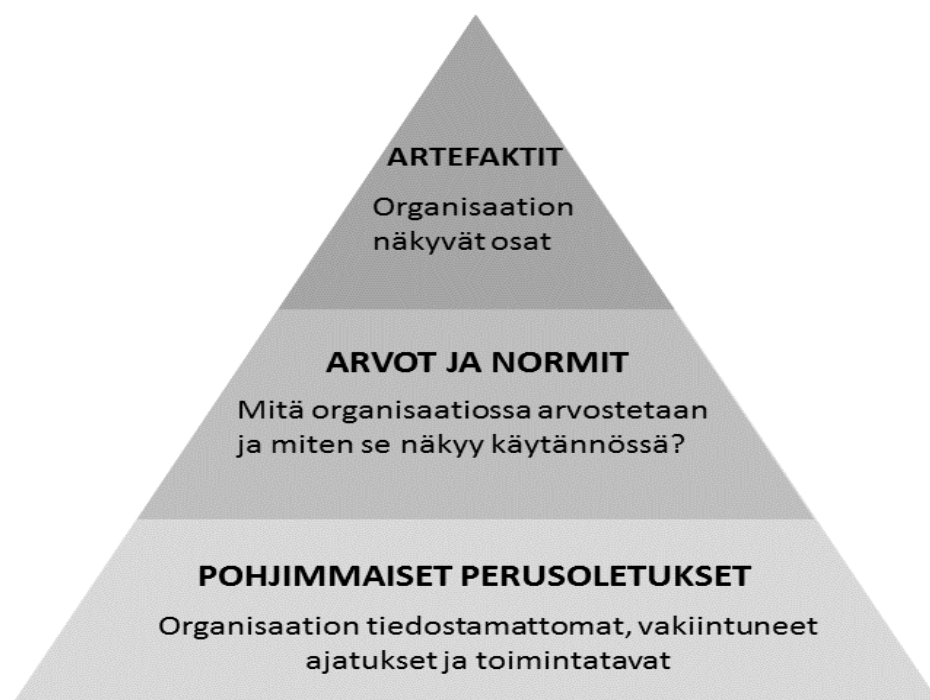 ARTEFAKTIT
Organisaation
näkyvät osat
ARVOT JA NORMIT
Mitä organisaatiossa arvostetaan
ja miten se näkyy käytännössä?
POHJIMMAISET PERUSOLETUKSET
Organisaation tiedostamattomat, vakiintuneet
ajatukset ja toimintatavat